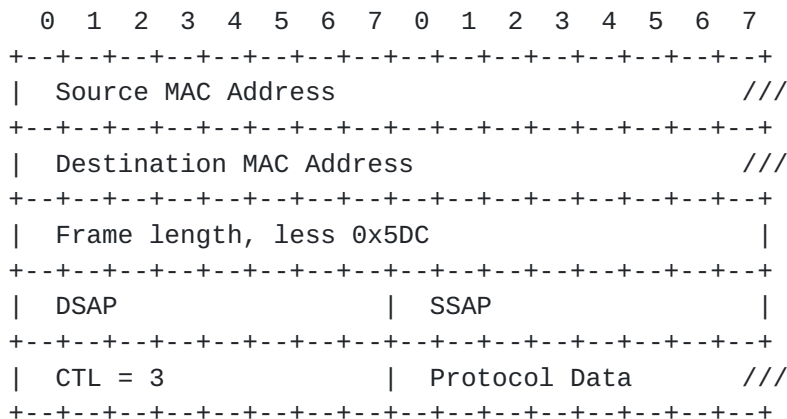 0  1  2  3  4  5  6  7  0  1  2  3  4  5  6  7
+--+--+--+--+--+--+--+--+--+--+--+--+--+--+--+--+
|  Source MAC Address                          ///
+--+--+--+--+--+--+--+--+--+--+--+--+--+--+--+--+
|  Destination MAC Address                     ///
+--+--+--+--+--+--+--+--+--+--+--+--+--+--+--+--+
|  Frame length, less 0x5DC                     |
+--+--+--+--+--+--+--+--+--+--+--+--+--+--+--+--+
|  DSAP                 |  SSAP                 |
+--+--+--+--+--+--+--+--+--+--+--+--+--+--+--+--+
|  CTL = 3              |  Protocol Data       ///
+--+--+--+--+--+--+--+--+--+--+--+--+--+--+--+--+